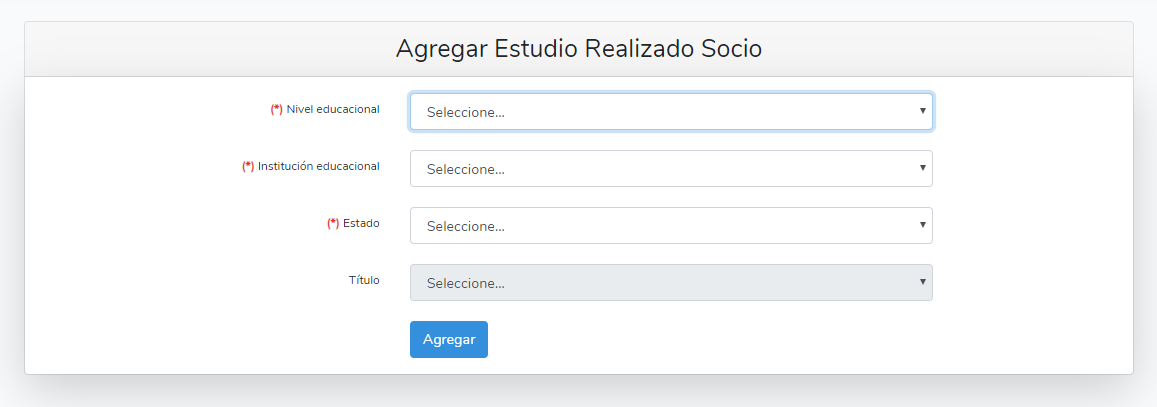 Agregar Estudio Realizado Socio
(*) Nivel educacional
Seleccione...
(*) Institución educacional
Seleccione...
(*) Estado
Seleccione...
Título
Seleccione...
Agregar